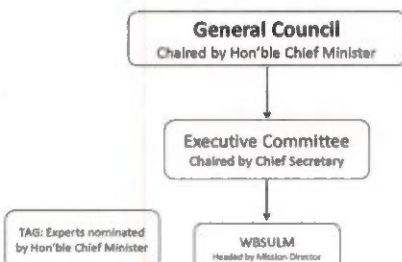 General Council
Chaired by Hon'ble Chief Minister
Executive Committee
Chaired by Chief Secretary
TAG: Experts nominated
by Hon'ble Chief Minister
WBSULM
Headed by Mission Director